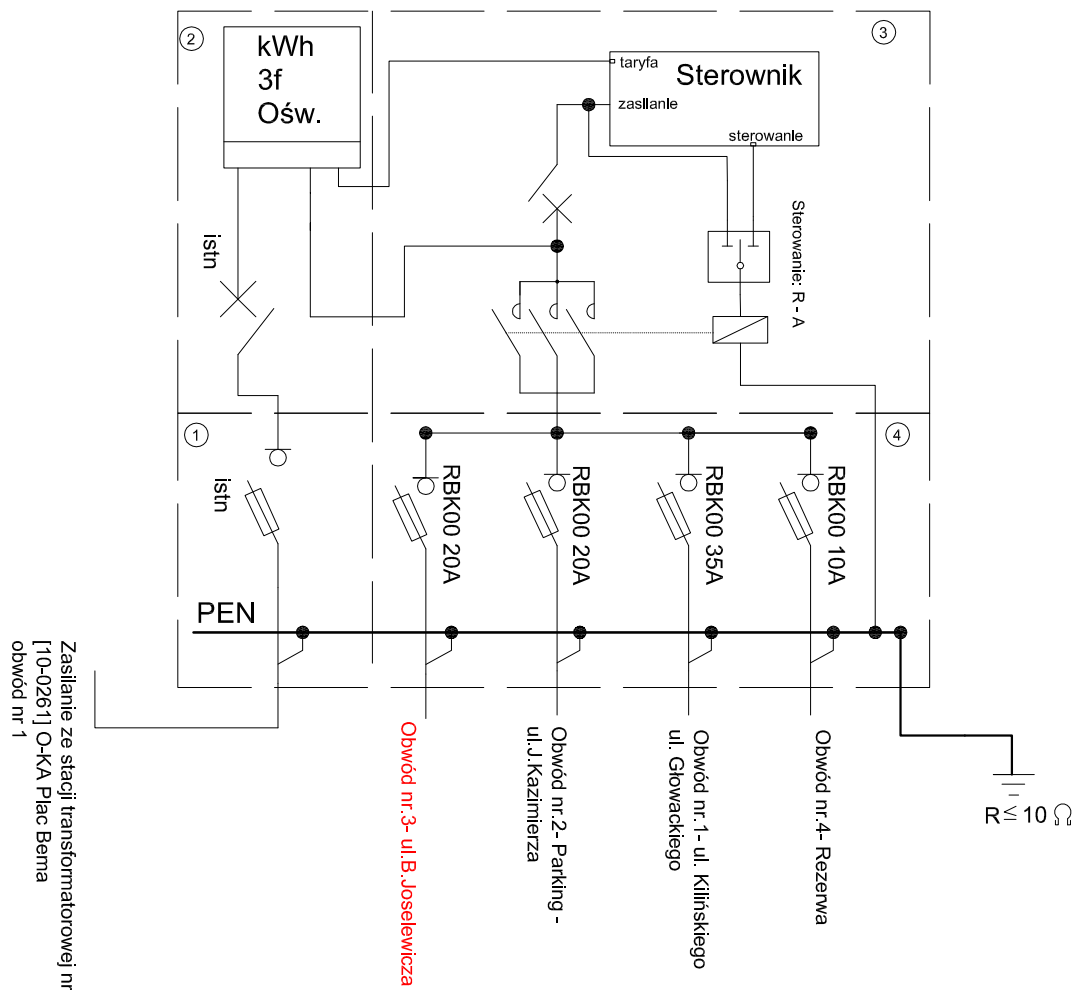 2
kWh
3f
Ośw.
taryfa
Sterownik
zasilanie
sterowanie
3
istn
Sterowanie: R - A
1
4
istn
RBK00 20A
RBK00 20A
RBK00 35A
RBK00 10A
PEN
Zasilanie ze stacji transformatorowej nr
[10-0261] O-KA Plac Bema
obwód nr 1
Obwód nr.3- ul.B.Joselewicza
Obwód nr.2- Parking -
ul.J.Kazimierza
Obwód nr.1- ul. Kilińskiego
ul. Głowackiego
Obwód nr.4- Rezerwa
R ≤ 10 Ω